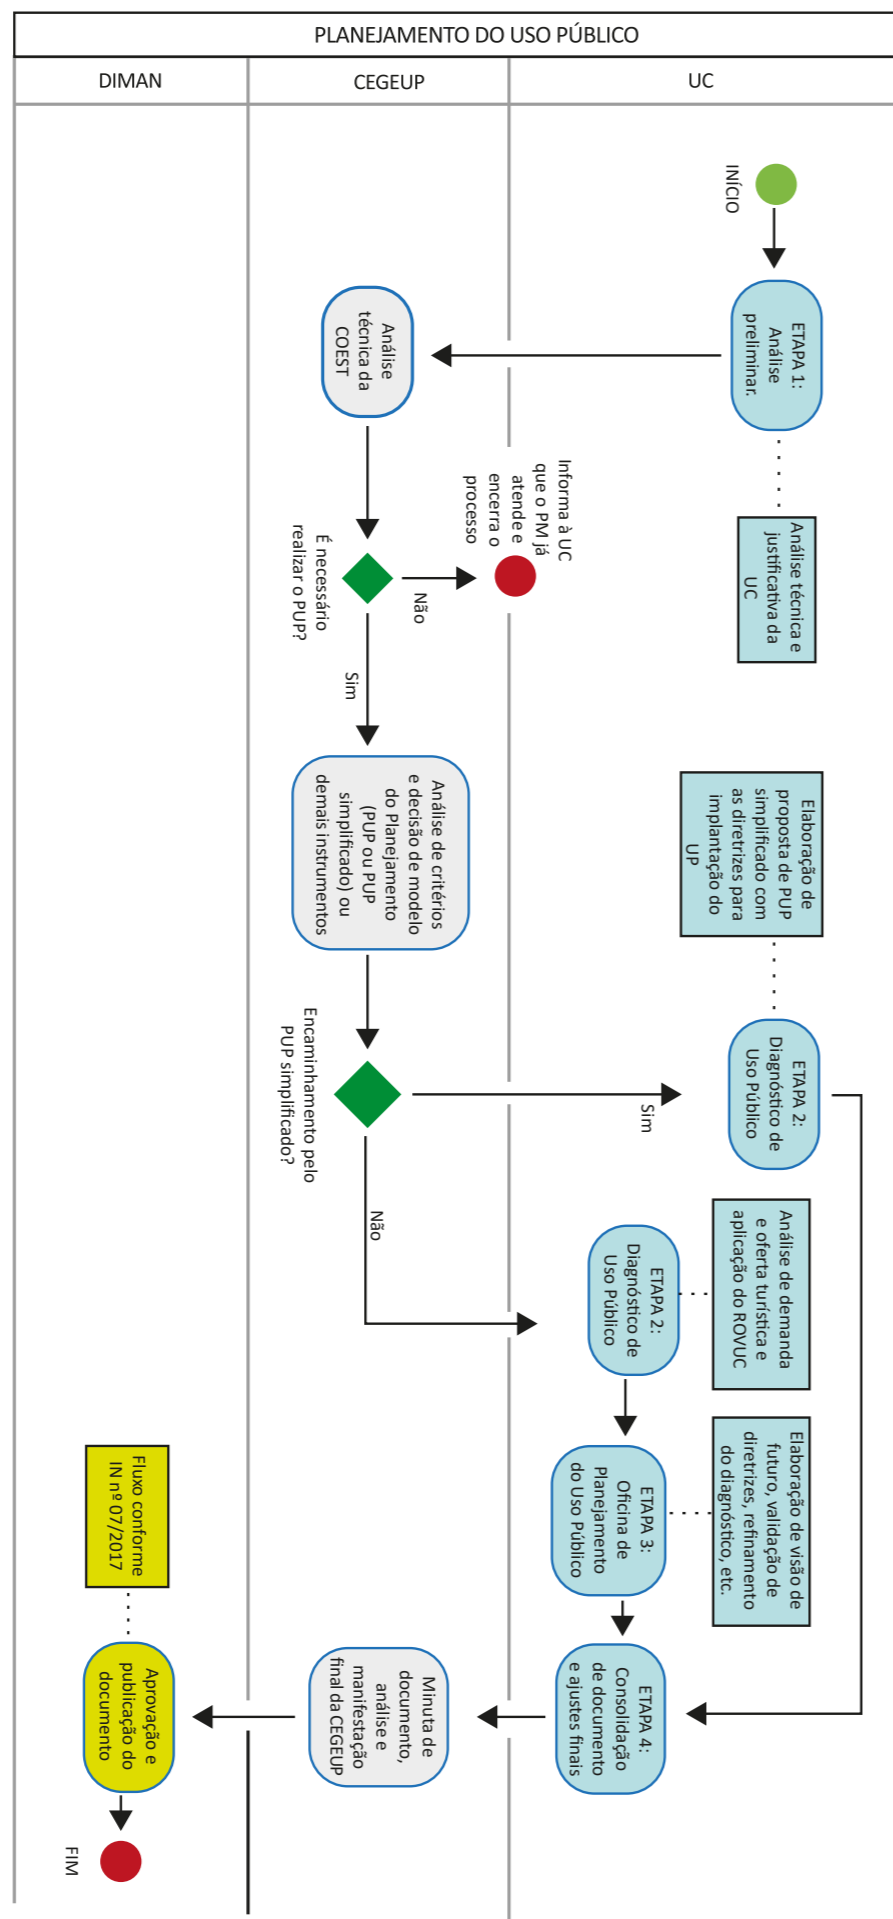 PLANEJAMENTO DO USO PÚBLICO
DIMAN
CEGEUP
UC
INÍCIO
ETAPA 1:
Análise
preliminar.
Análise técnica e
justificativa da
UC
Análise
técnica da
COEST
Informa à UC
que o PM já
atende e
encerra o
processo
É necessário
realizar o PUP?
Não
Sim
Análise de critérios
e decisão de modelo
do Planejamento
(PUP ou PUP
simplificado) ou
demais instrumentos
Elaboração de
proposta de PUP
simplificado com
as diretrizes para
implantação do
UP
ETAPA 2:
Diagnóstico de
Uso Público
Encaminhamento pelo
PUP simplificado?
Sim
Não
Análise de demanda
e oferta turística e
aplicação do ROVUC
ETAPA 2:
Diagnóstico de
Uso Público
Elaboração de visão de
futuro, validação de
diretrizes, refinamento
do diagnóstico, etc.
ETAPA 3:
Oficina de
Planejamento
do Uso Público
ETAPA 4:
Consolidação
de documento
e ajustes finais
Minuta de
documento,
análise e
manifestação
final da CEGEUP
Fluxo conforme
IN nº 07/2017
Aprovação e
publicação do
documento
FIM